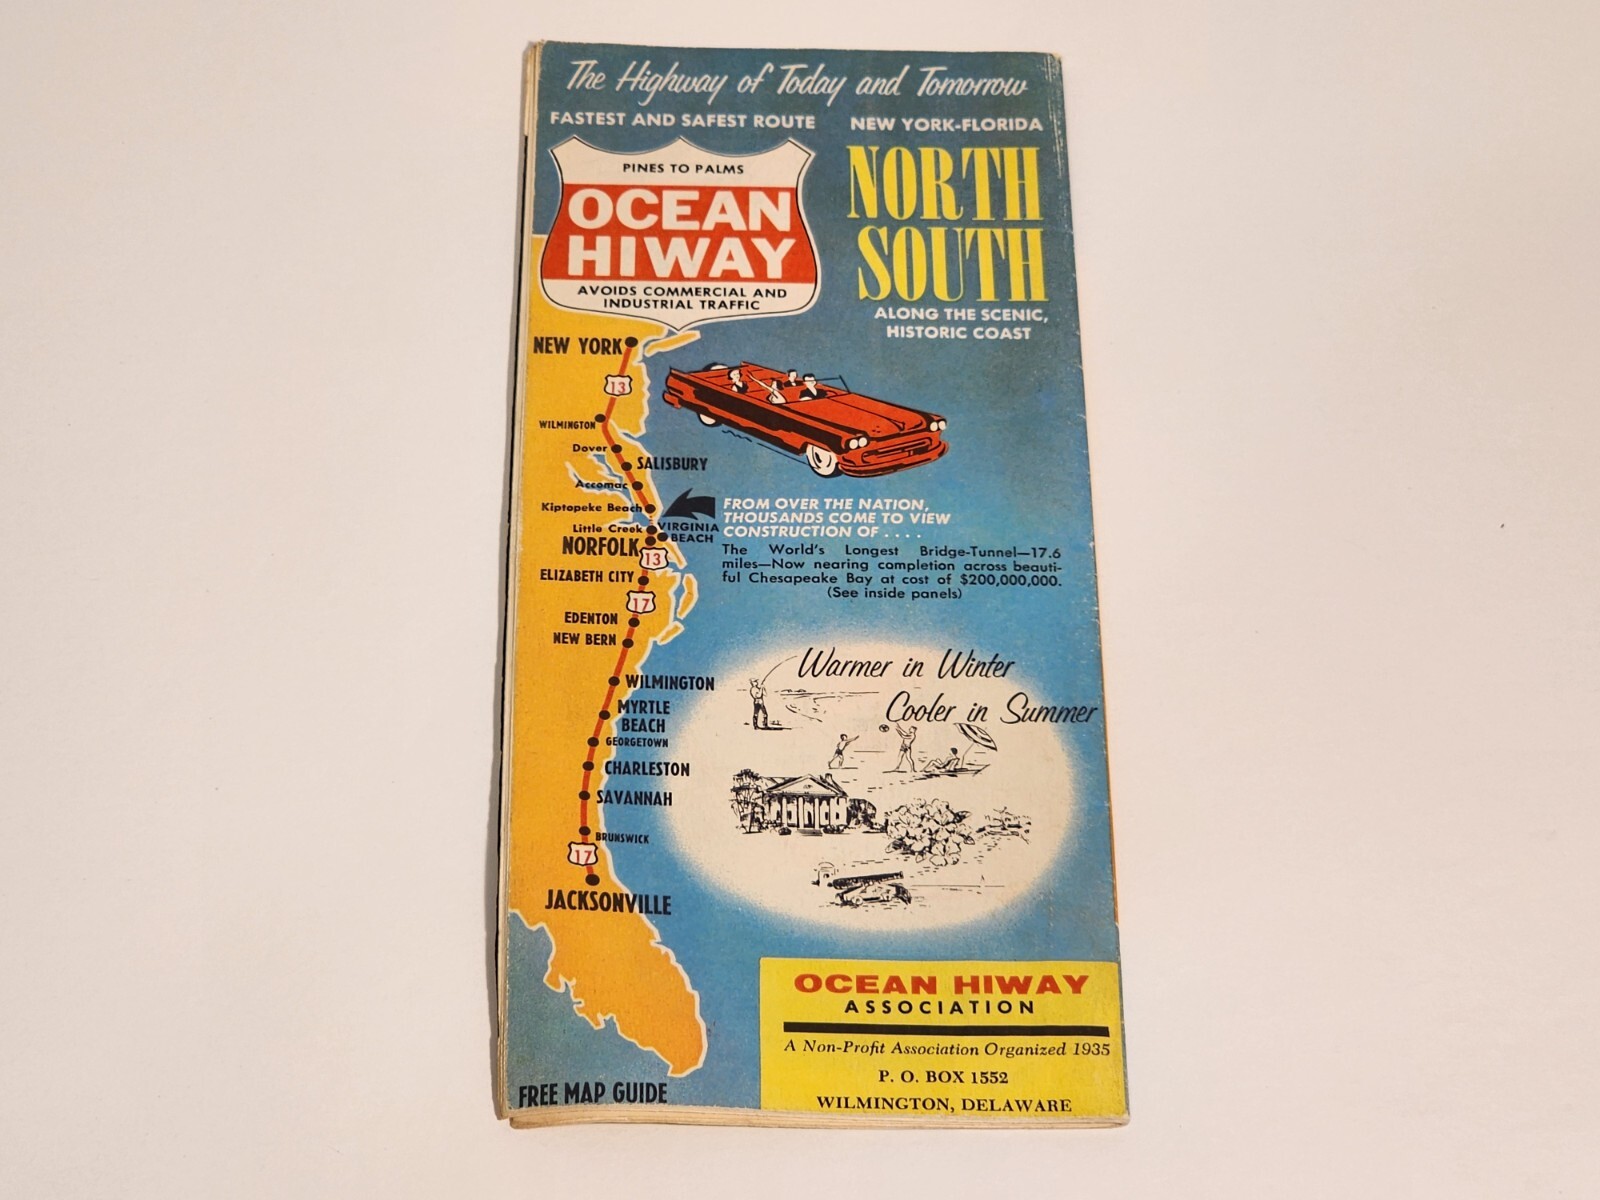 The Highway of Today and Tomorrow
FASTEST AND SAFEST ROUTE NEW YORK-FLORIDA
PINES TO PALMS
OCEAN
HIWAY
AVOIDS COMMERCIAL AND
INDUSTRIAL TRAFFIC
NORTH
SOUTH
ALONG THE SCENIC,
HISTORIC COAST
NEW YORK
13
WILMINGTON
Dover
SALISBURY
Accomac
Kiptopeke Beach
Little Creek
VIRGINIA
BEACH
NORFOLK
13
ELIZABETH CITY
17
EDENTON
NEW BERN
WILMINGTON
MYRTLE
BEACH
GEORGETOWN
CHARLESTON
SAVANNAH
BRUNSWICK
17
JACKSONVILLE
FROM OVER THE NATION,
THOUSANDS COME TO VIEW
CONSTRUCTION OF . . . .
The World's Longest Bridge-Tunnel—17.6
miles—Now nearing completion across beauti-
ful Chesapeake Bay at cost of $200,000,000.
(See inside panels)
Warmer in Winter
Cooler in Summer
FREE MAP GUIDE
OCEAN HIWAY
ASSOCIATION
A Non-Profit Association Organized 1935
P. O. BOX 1552
WILMINGTON, DELAWARE